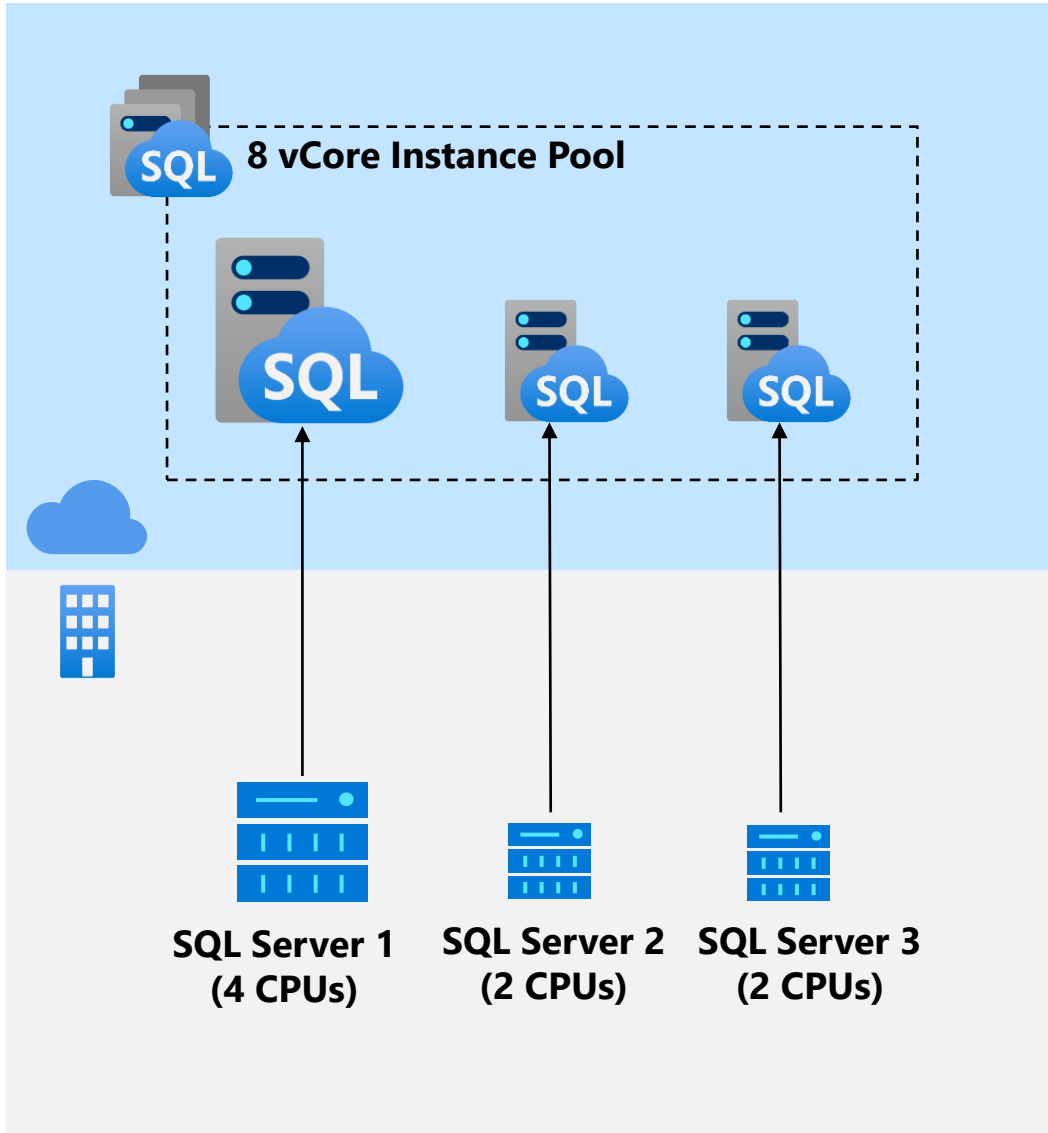 SQL
8 vCore Instance Pool
SQL
SQL
SQL
SQL Server 1
(4 CPUs)
SQL Server 2
(2 CPUs)
SQL Server 3
(2 CPUs)